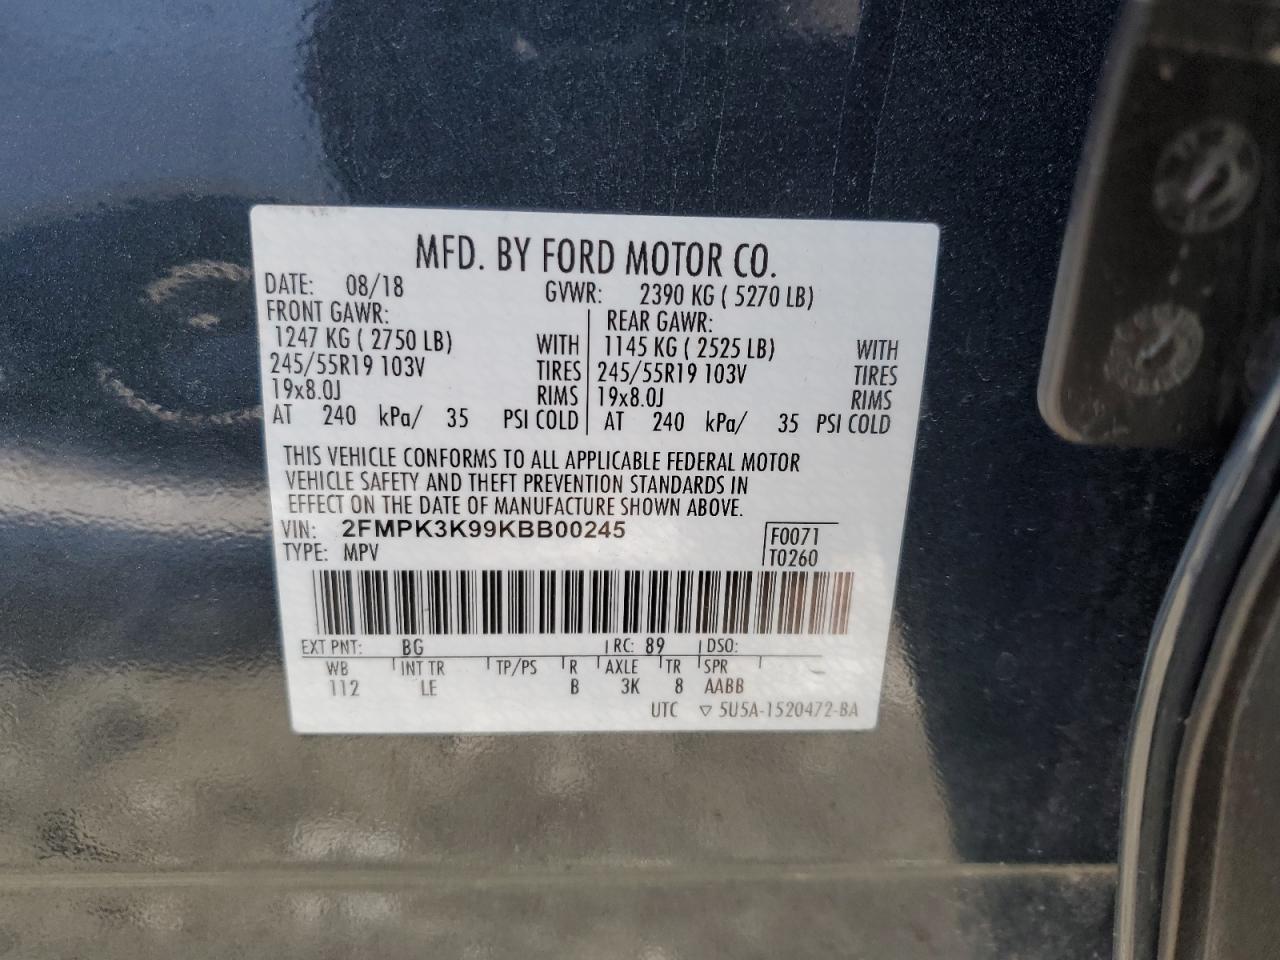 MFD. BY FORD MOTOR CO.
DATE: 08/18 GVWR: 2390 KG ( 5270 LB)
FRONT GAWR: REAR GAWR:
1247 KG ( 2750 LB) WITH 1145 KG ( 2525 LB) WITH
245/55R19 103V TIRES 245/55R19 103V TIRES
19x8.0J RIMS 19x8.0J RIMS
AT 240 kPa/ 35 PSI COLD AT 240 kPa/ 35 PSI COLD
THIS VEHICLE CONFORMS TO ALL APPLICABLE FEDERAL MOTOR
VEHICLE SAFETY AND THEFT PREVENTION STANDARDS IN
EFFECT ON THE DATE OF MANUFACTURE SHOWN ABOVE.
VIN: 2FMPK3K99KBB00245 F0071
TYPE: MPV T0260
EXT PNT: BG RC: 89 DSO:
WB INT TR TP/PS R AXLE TR SPR
112 LE B 3K 8 AABB
UTC ▽ 5U5A-1520472-BA